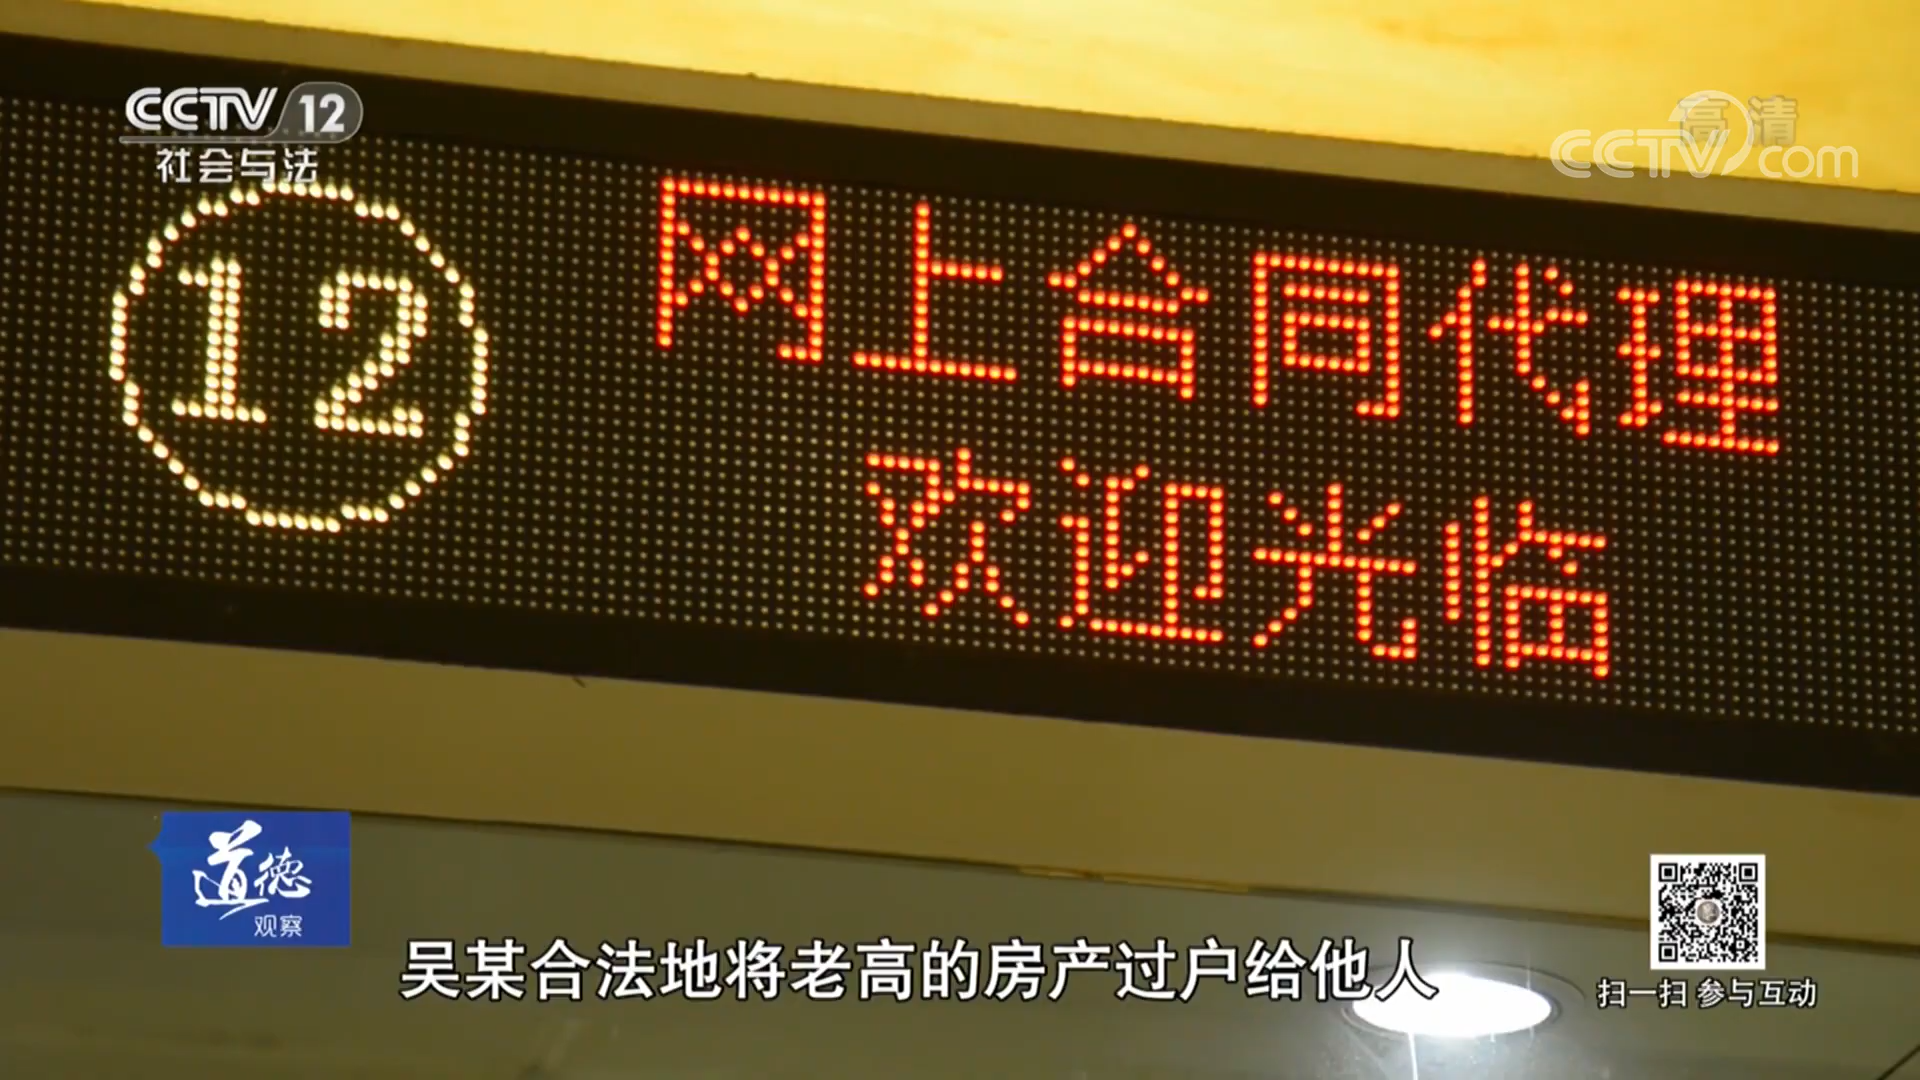 CCTV 12
社会与法
高清
CCTV.com
12
网上合同代理
欢迎光临
道德
观察
吴某合法地将老高的房产过户给他人
扫一扫 参与互动